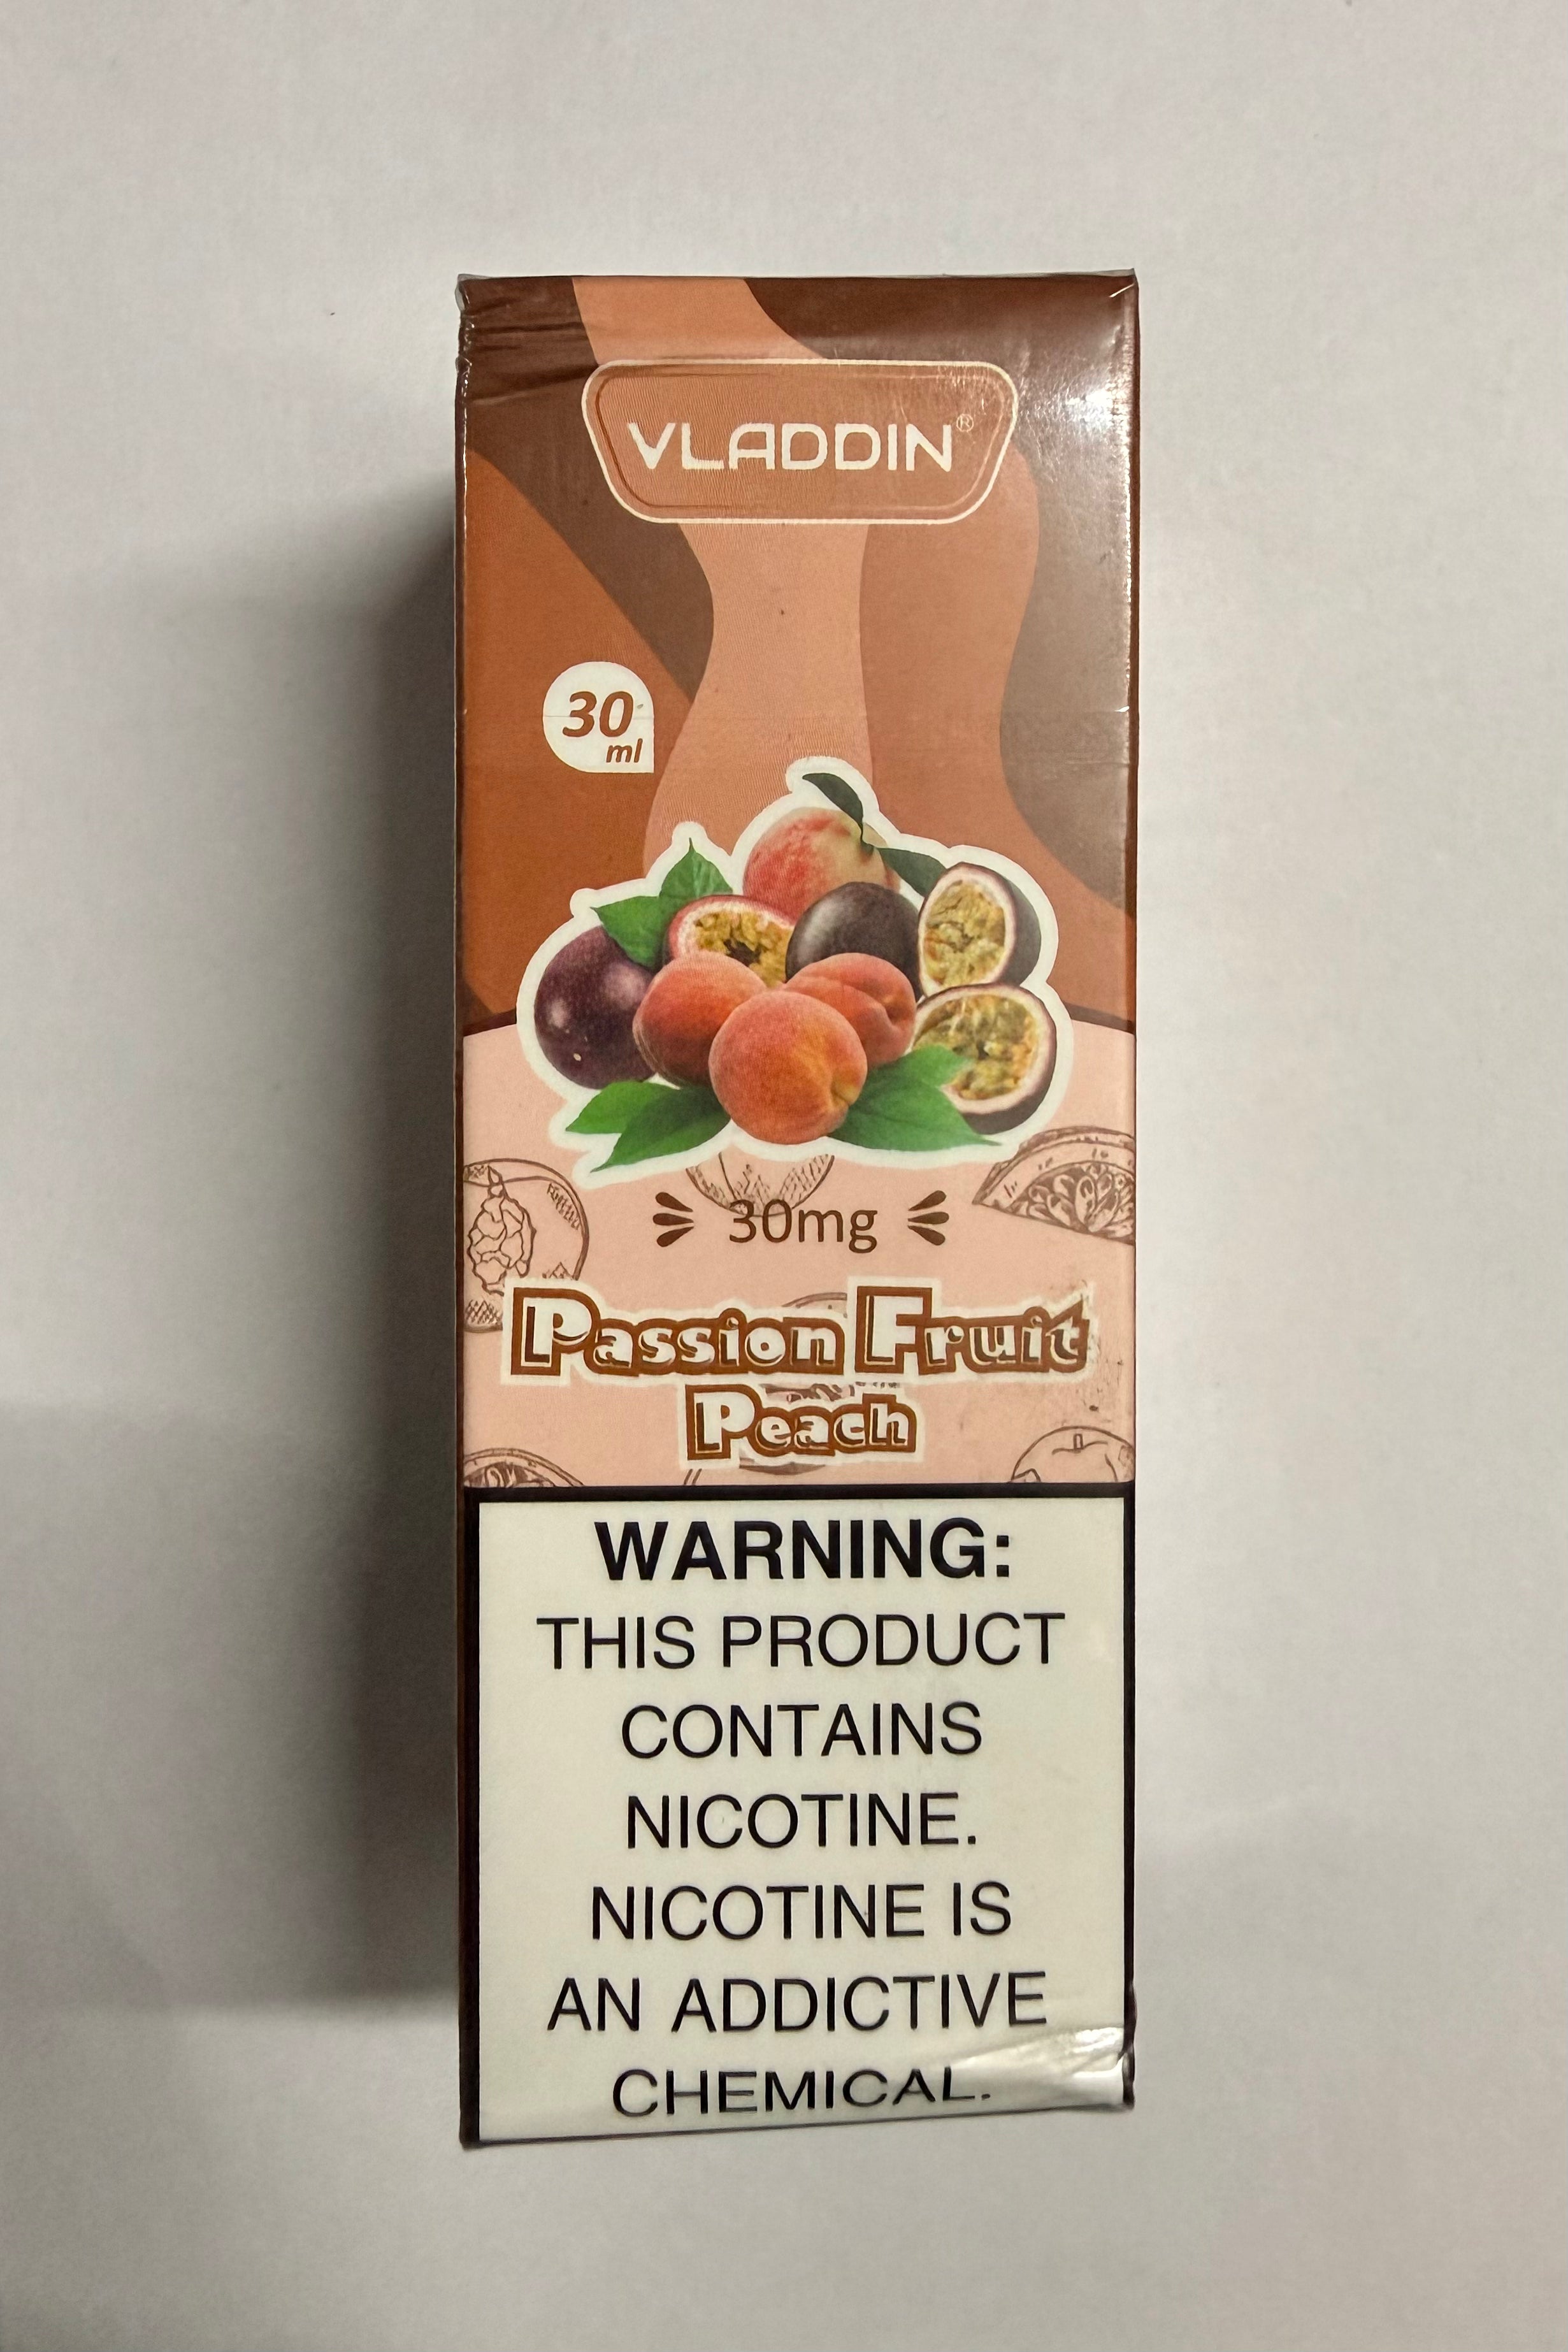 VLADDIN®
30
ml
30mg
Passion Fruit
Peach
WARNING:
THIS PRODUCT
CONTAINS
NICOTINE.
NICOTINE IS
AN ADDICTIVE
CHEMICAL.